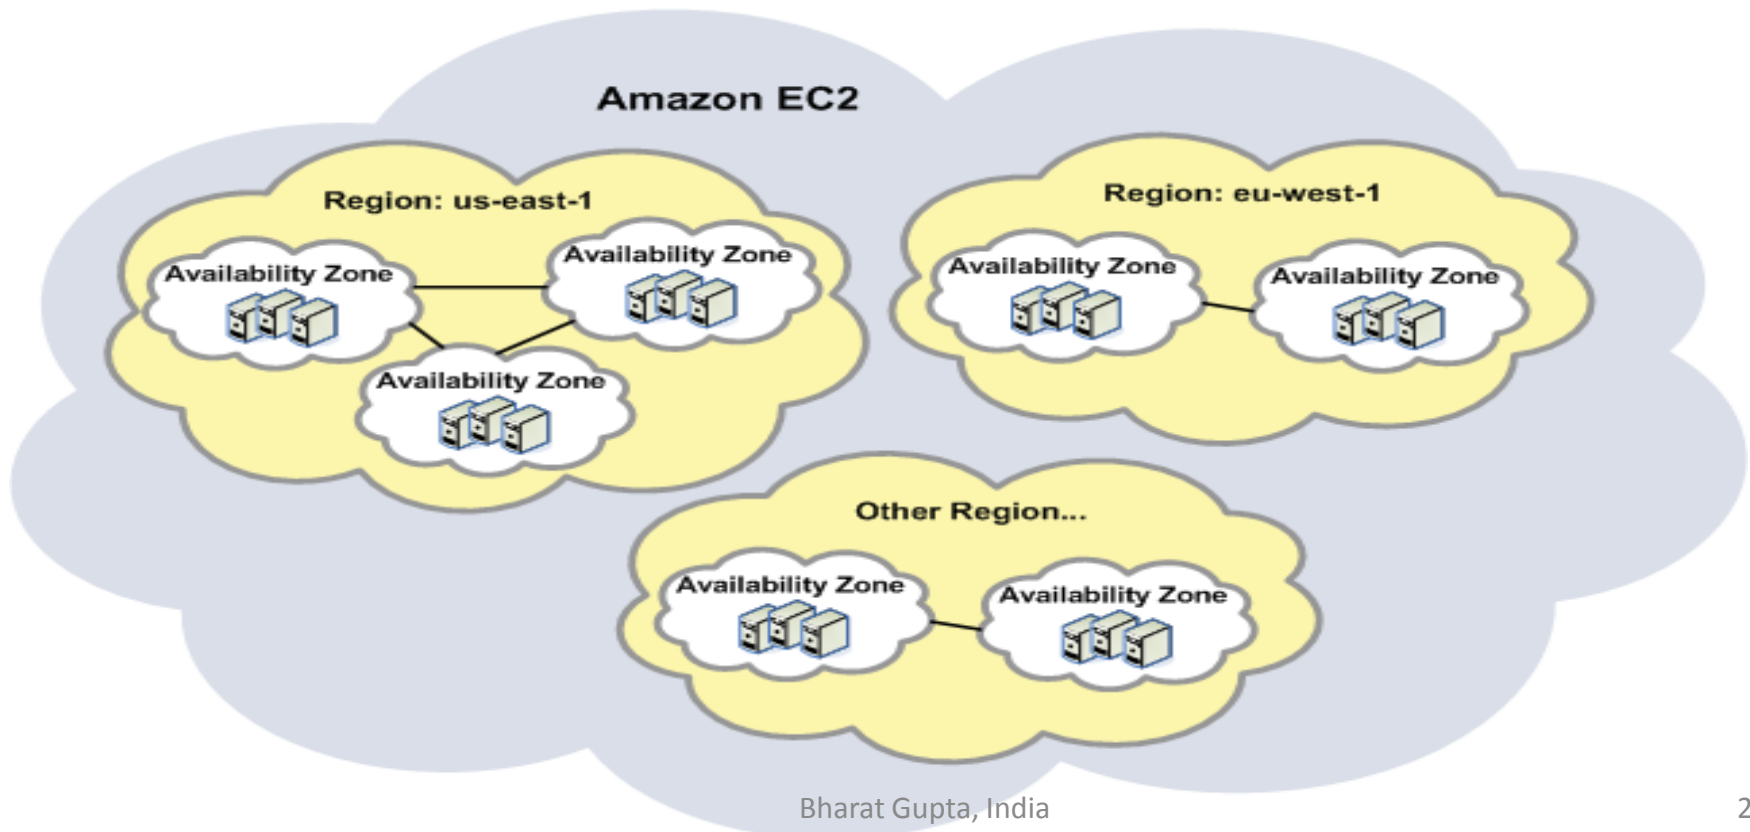 Amazon EC2
Region: us-east-1
Availability Zone
Availability Zone
Availability Zone
Region: eu-west-1
Availability Zone
Availability Zone
Other Region...
Availability Zone
Availability Zone
Bharat Gupta, India
2